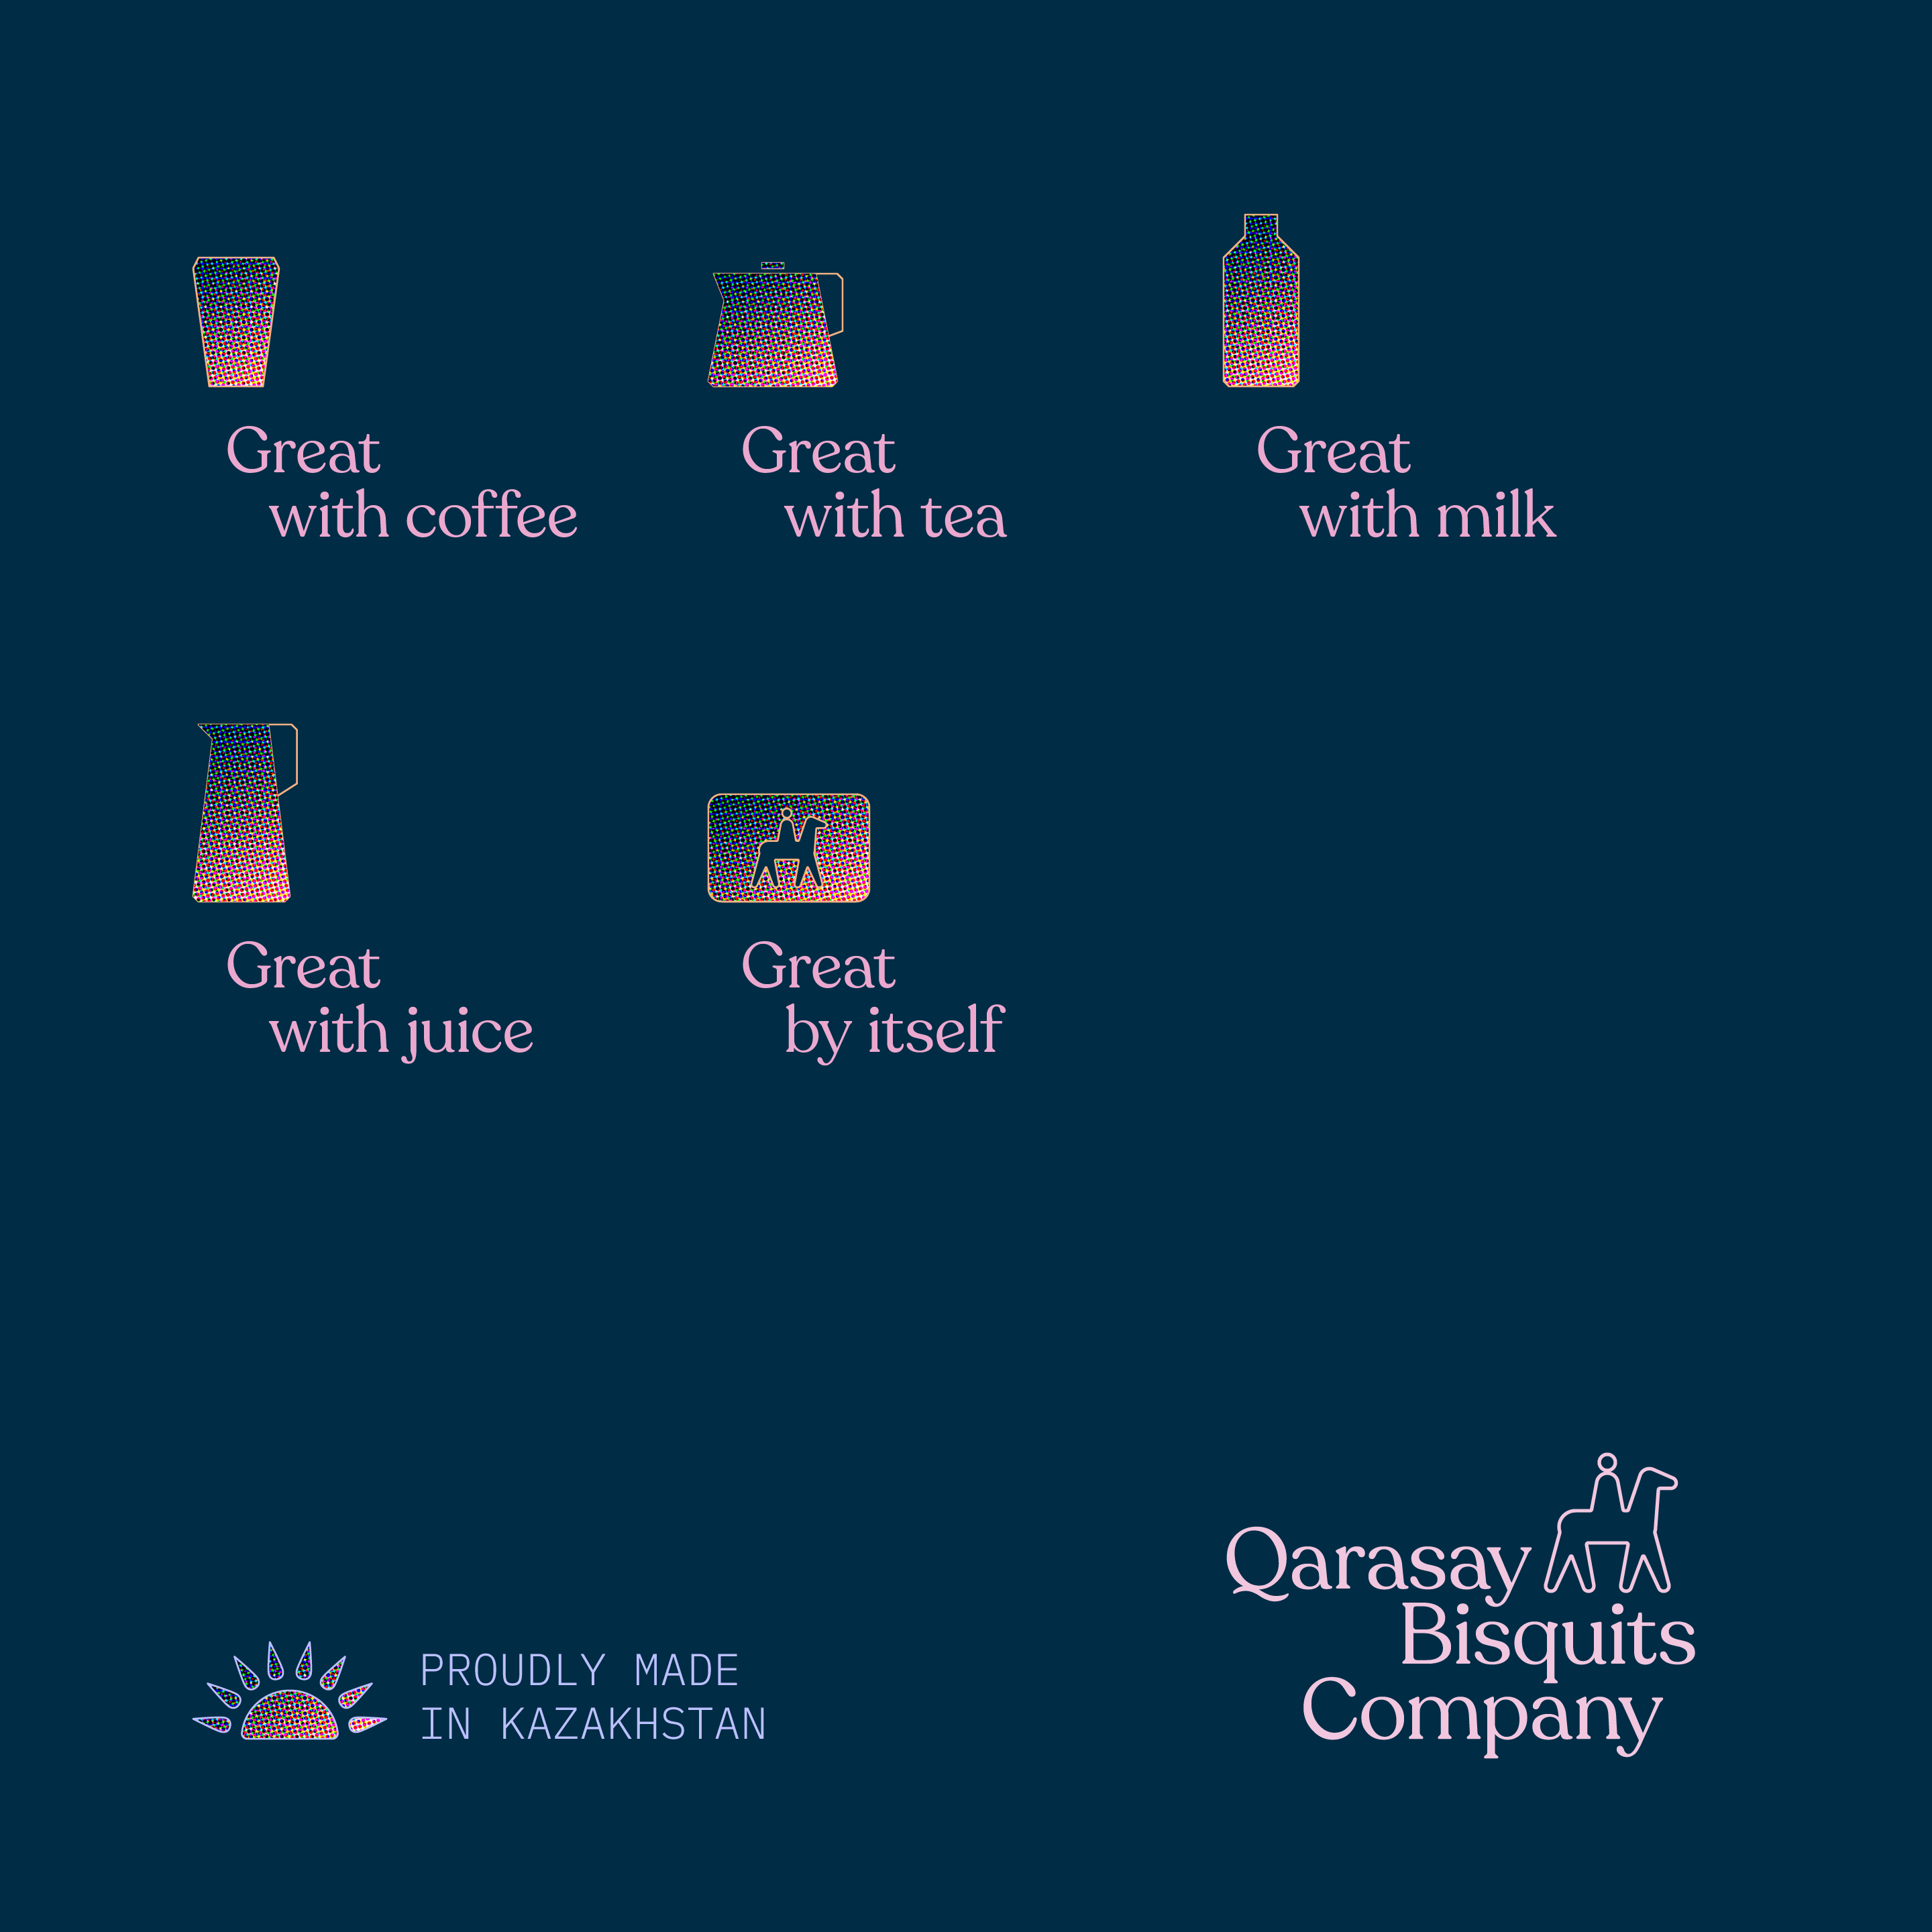 Great
with coffee
Great
with tea
Great
with milk
Great
with juice
Great
by itself
PROUDLY MADE
IN KAZAKHSTAN
Qarasay
Bisquits
Company